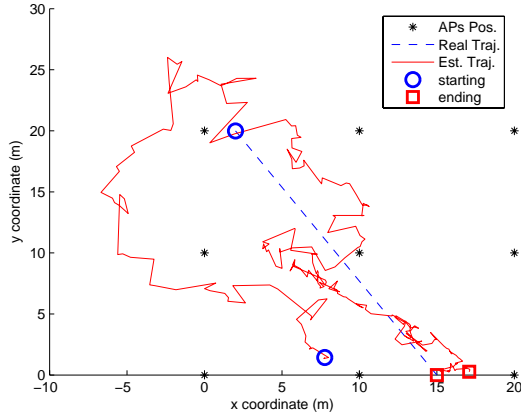 30
25
20
15
10
5
0
−10
−5
0
5
10
15
20
y coordinate (m)
x coordinate (m)
APs Pos.
Real Traj.
Est. Traj.
starting
ending